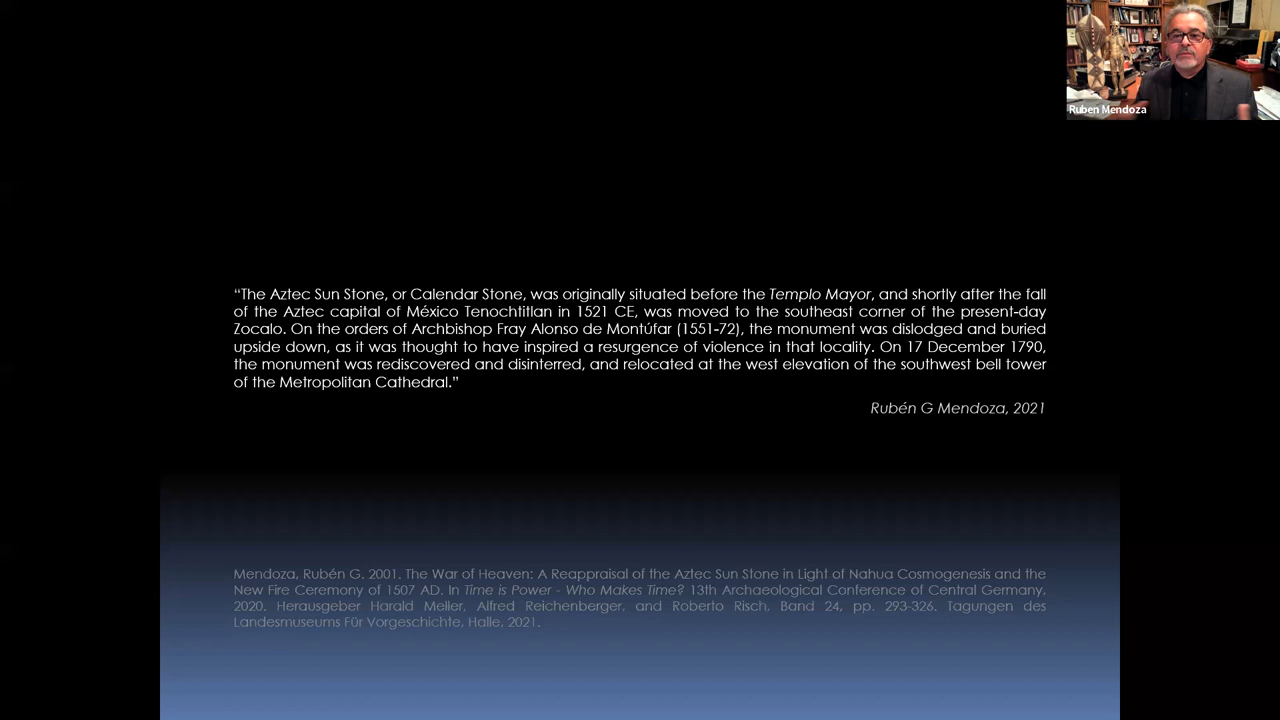 Ruben Mendoza
“The Aztec Sun Stone, or Calendar Stone, was originally situated before the Templo Mayor, and shortly after the fall
of the Aztec capital of México Tenochtitlan in 1521 CE, was moved to the southeast corner of the present-day
Zocalo. On the orders of Archbishop Fray Alonso de Montúfar (1551-72), the monument was dislodged and buried
upside down, as it was thought to have inspired a resurgence of violence in that locality. On 17 December 1790,
the monument was rediscovered and disinterred, and relocated at the west elevation of the southwest bell tower
of the Metropolitan Cathedral.”
Rubén G Mendoza, 2021
Mendoza, Rubén G. 2001. The War of Heaven: A Reappraisal of the Aztec Sun Stone in Light of Nahua Cosmogenesis and the
New Fire Ceremony of 1507 AD. In Time is Power - Who Makes Time? 13th Archaeological Conference of Central Germany,
2020. Herausgeber Harald Meller, Alfred Reichenberger, and Roberto Risch, Band 24, pp. 293-326. Tagungen des
Landesmuseums Für Vorgeschichte, Halle, 2021.